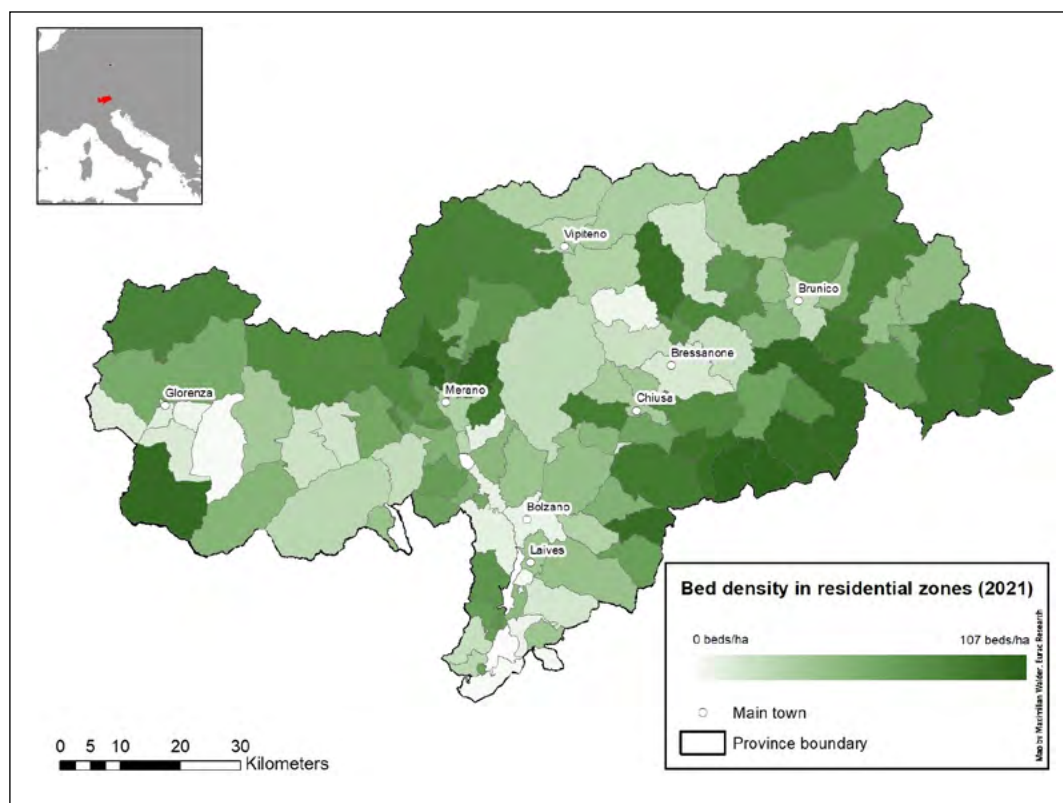 Vipiteno
Brunico
Bressanone
Glorenza
Merano
Chiusa
Bolzano
Laives
Bed density in residential zones (2021)
0 beds/ha
107 beds/ha
Main town
Province boundary
Map by Maximilian Walder, Eurac Research
0 5 10 20 30
Kilometers